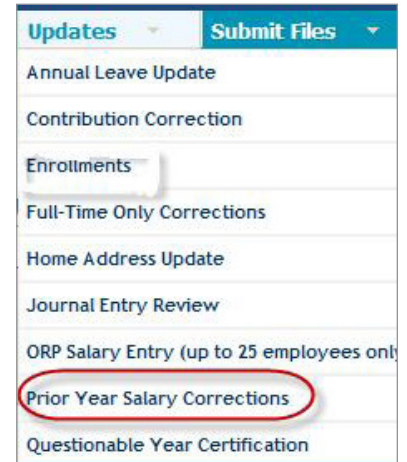 Updates Submit Files
Annual Leave Update
Contribution Correction
Enrollments
Full-Time Only Corrections
Home Address Update
Journal Entry Review
ORP Salary Entry (up to 25 employees only
Prior Year Salary Corrections
Questionable Year Certification